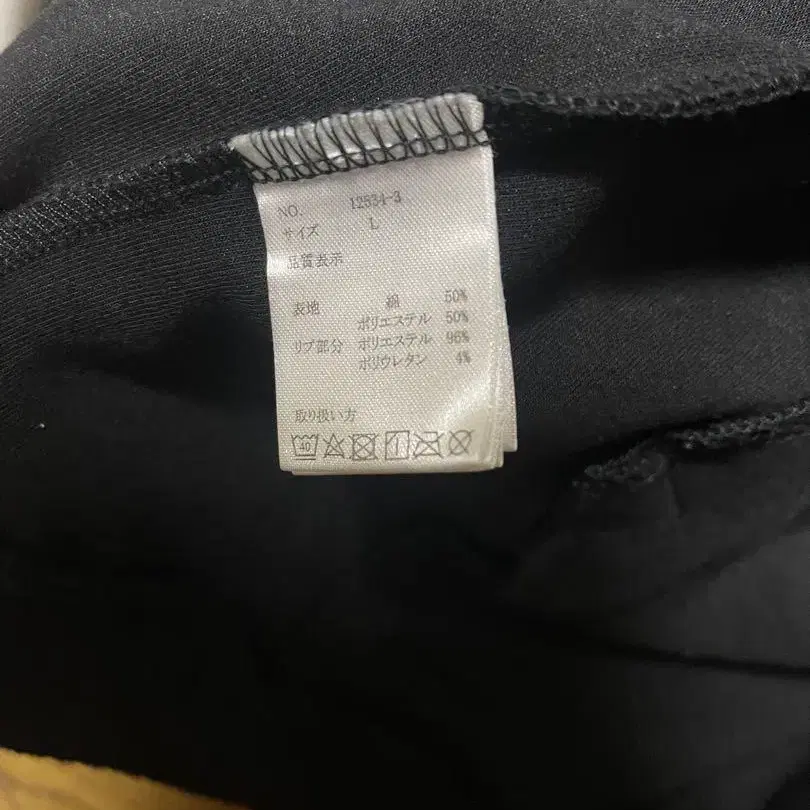 NO. 12534-3
サイズ L
品質表示
表地 綿 50%
ポリエステル 50%
リブ部分 ポリエステル 96%
ポリウレタン 4%
取り扱い方
40